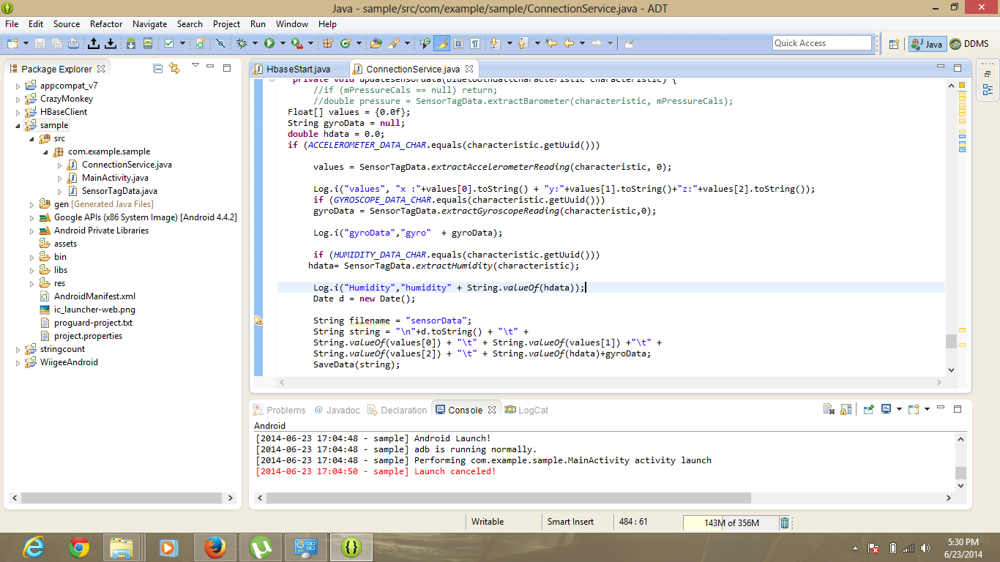 Java - sample/src/com/example/sample/ConnectionService.java - ADT
File Edit Source Refactor Navigate Search Project Run Window Help
Quick Access
Java
DDMS
Package Explorer
appcompat_v7
CrazyMonkey
HBaseClient
sample
src
com.example.sample
ConnectionService.java
MainActivity.java
SensorTagData.java
gen [Generated Java Files]
Google APIs (x86 System Image) [Android 4.4.2]
Android Private Libraries
assets
bin
libs
res
AndroidManifest.xml
ic_launcher-web.png
proguard-project.txt
project.properties
stringcount
WiigeeAndroid
HbaseStart.java
ConnectionService.java
private void updateSensorData(BluetoothGattCharacteristic characteristic) {
//if (mPressureCals == null) return;
//double pressure = SensorTagData.extractBarometer(characteristic, mPressureCals);
Float[] values = {0.0f};
String gyroData = null;
double hdata = 0.0;
if (ACCELEROMETER_DATA_CHAR.equals(characteristic.getUuid()))
values = SensorTagData.extractAccelerometerReading(characteristic, 0);
Log.i("values", "x :"+values[0].toString() + "y:"+values[1].toString()+"z:"+values[2].toString());
if (GYROSCOPE_DATA_CHAR.equals(characteristic.getUuid()))
gyroData = SensorTagData.extractGyroscopeReading(characteristic,0);
Log.i("gyroData","gyro"  + gyroData);
if (HUMIDITY_DATA_CHAR.equals(characteristic.getUuid()))
hdata= SensorTagData.extractHumidity(characteristic);
Log.i("Humidity","humidity" + String.valueOf(hdata));
Date d = new Date();
String filename = "sensorData";
String string = "\n"+d.toString() + "\t" +
String.valueOf(values[0]) + "\t" + String.valueOf(values[1]) +"\t" +
String.valueOf(values[2]) + "\t" + String.valueOf(hdata)+gyroData;
SaveData(string);
Problems @ Javadoc Declaration Console LogCat
Android
[2014-06-23 17:04:48 - sample] Android Launch!
[2014-06-23 17:04:48 - sample] adb is running normally.
[2014-06-23 17:04:48 - sample] Performing com.example.sample.MainActivity activity launch
[2014-06-23 17:04:50 - sample] Launch canceled!
Writable
Smart Insert
484 : 61
143M of 356M
5:30 PM
6/23/2014